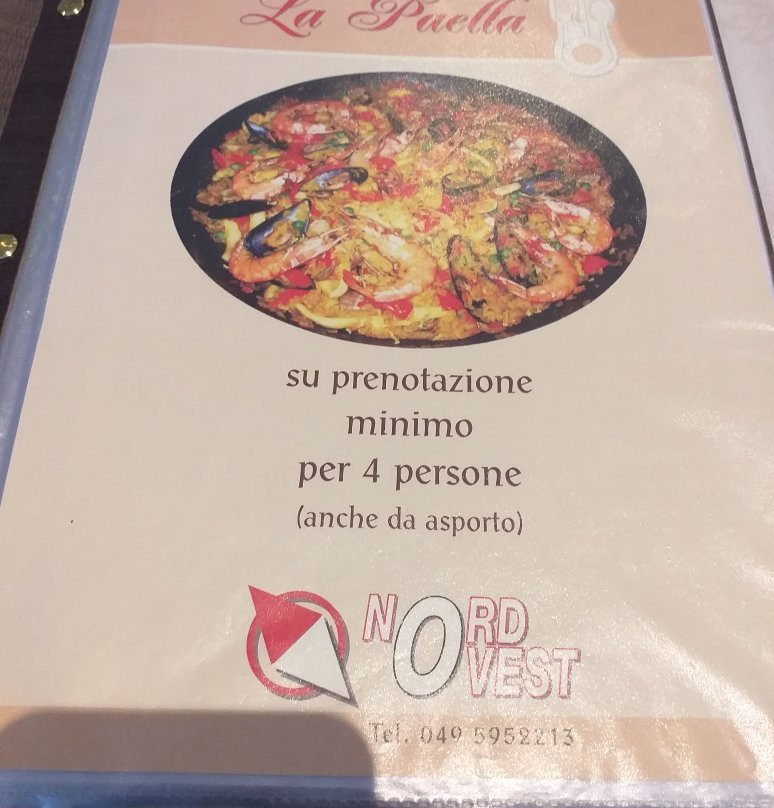 La Paella
su prenotazione
minimo
per 4 persone
(anche da asporto)
NORD
OVEST
Tel. 049 5952213